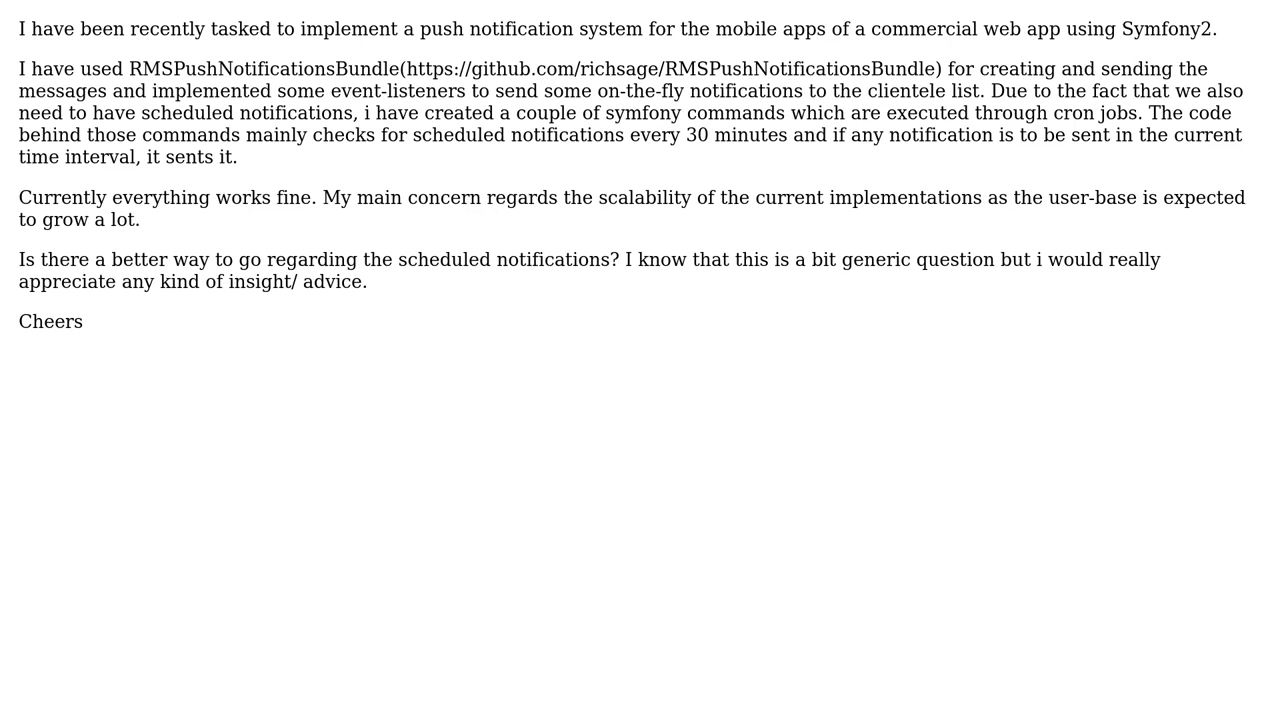 I have been recently tasked to implement a push notification system for the mobile apps of a commercial web app using Symfony2.
I have used RMSPushNotificationsBundle(https://github.com/richsage/RMSPushNotificationsBundle) for creating and sending the
messages and implemented some event-listeners to send some on-the-fly notifications to the clientele list. Due to the fact that we also
need to have scheduled notifications, i have created a couple of symfony commands which are executed through cron jobs. The code
behind those commands mainly checks for scheduled notifications every 30 minutes and if any notification is to be sent in the current
time interval, it sents it.
Currently everything works fine. My main concern regards the scalability of the current implementations as the user-base is expected
to grow a lot.
Is there a better way to go regarding the scheduled notifications? I know that this is a bit generic question but i would really
appreciate any kind of insight/ advice.
Cheers